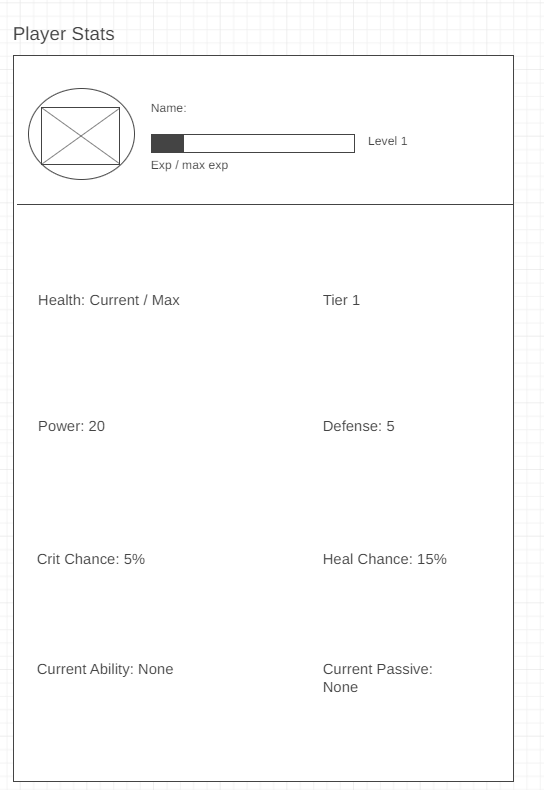 Player Stats
Name:
Level 1
Exp / max exp
Health: Current / Max
Tier 1
Power: 20
Defense: 5
Crit Chance: 5%
Heal Chance: 15%
Current Ability: None
Current Passive:
None